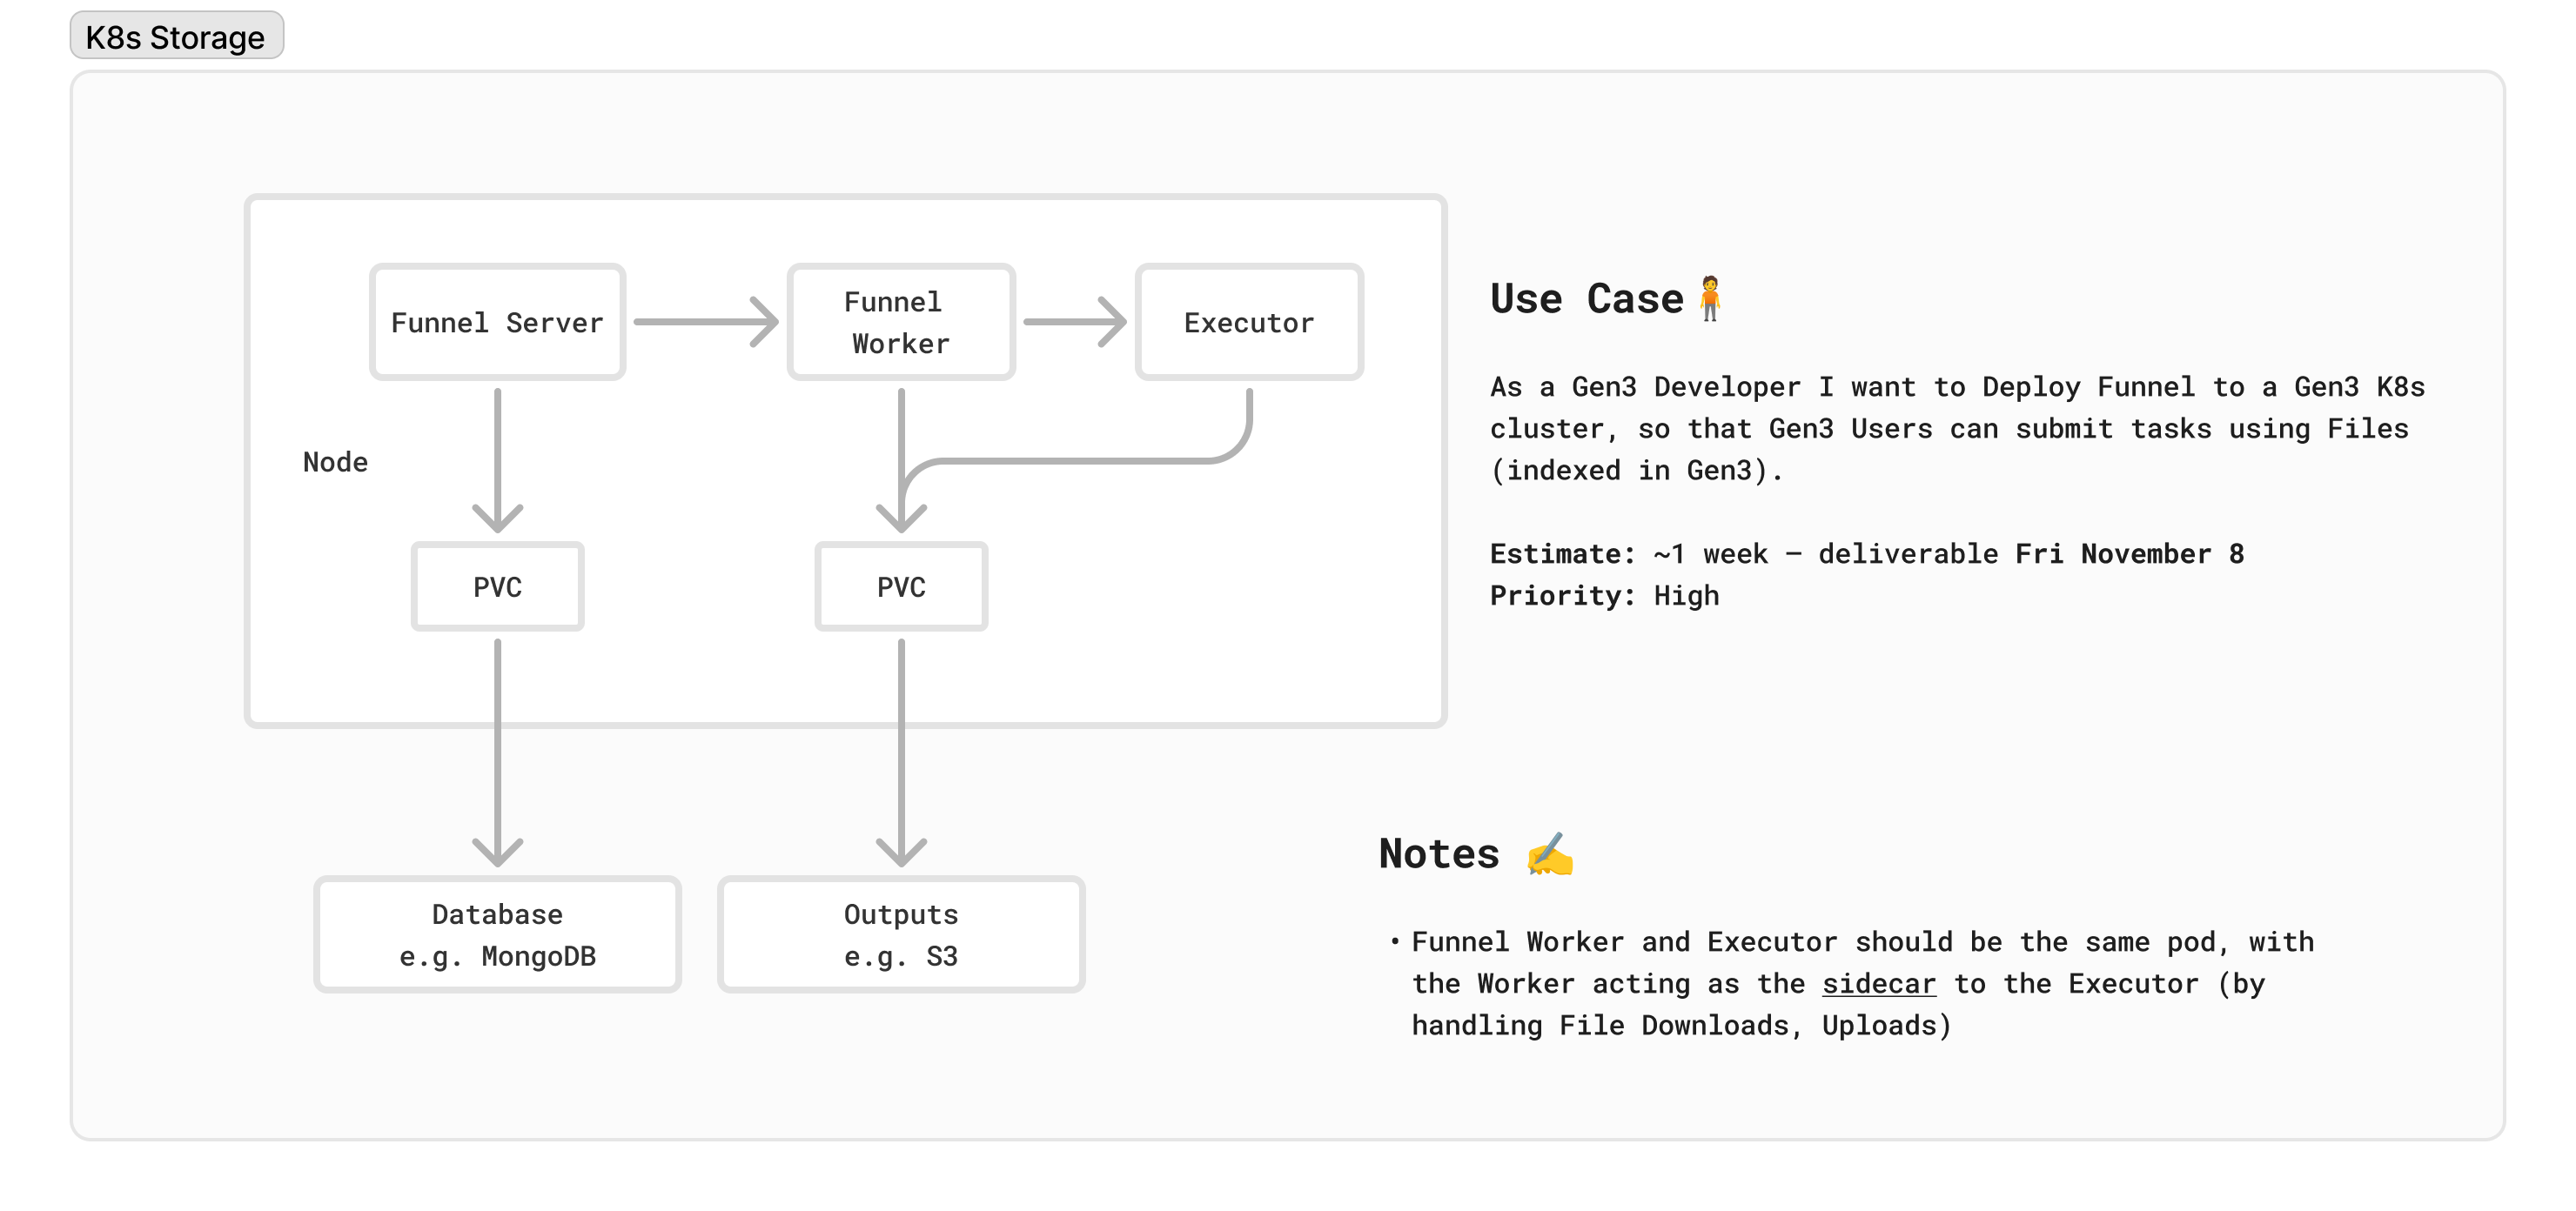 K8s Storage
Funnel Server
Funnel
Worker
Executor
Node
PVC
PVC
Database
e.g. MongoDB
Outputs
e.g. S3
Use Case🧍
As a Gen3 Developer I want to Deploy Funnel to a Gen3 K8s
cluster, so that Gen3 Users can submit tasks using Files
(indexed in Gen3).
Estimate: ~1 week — deliverable Fri November 8
Priority: High
Notes ✍️
• Funnel Worker and Executor should be the same pod, with
the Worker acting as the sidecar to the Executor (by
handling File Downloads, Uploads)